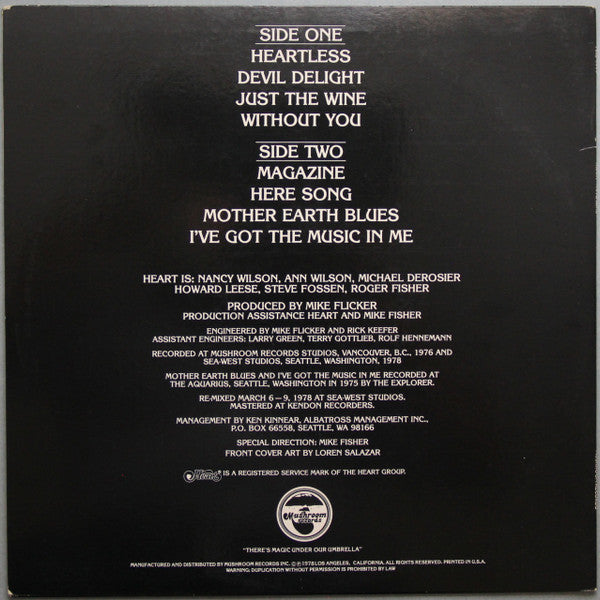 SIDE ONE
HEARTLESS
DEVIL DELIGHT
JUST THE WINE
WITHOUT YOU
SIDE TWO
MAGAZINE
HERE SONG
MOTHER EARTH BLUES
I'VE GOT THE MUSIC IN ME
HEART IS: NANCY WILSON, ANN WILSON, MICHAEL DEROSIER
HOWARD LEESE, STEVE FOSSEN, ROGER FISHER
PRODUCED BY MIKE FLICKER
PRODUCTION ASSISTANCE HEART AND MIKE FISHER
ENGINEERED BY MIKE FLICKER AND RICK KEEFER
ASSISTANT ENGINEERS: LARRY GREEN, TERRY GOTTLIEB, ROLF HENNEMANN
RECORDED AT MUSHROOM RECORDS STUDIOS, VANCOUVER, B.C., 1976 AND
SEA-WEST STUDIOS, SEATTLE, WASHINGTON, 1978
MOTHER EARTH BLUES AND I'VE GOT THE MUSIC IN ME RECORDED AT
THE AQUARIUS, SEATTLE, WASHINGTON IN 1975 BY THE EXPLORER.
RE-MIXED MARCH 6-9, 1978 AT SEA-WEST STUDIOS.
MASTERED AT KENDON RECORDERS.
MANAGEMENT BY KEN KINNEAR, ALBATROSS MANAGEMENT INC.,
P.O. BOX 66558, SEATTLE, WA 98166
SPECIAL DIRECTION: MIKE FISHER
FRONT COVER ART BY LOREN SALAZAR
Heart® IS A REGISTERED SERVICE MARK OF THE HEART GROUP.
Mushroom
RECORDS
"THERE'S MAGIC UNDER OUR UMBRELLA"
MANUFACTURED AND DISTRIBUTED BY MUSHROOM RECORDS INC. © ℗ 1978 LOS ANGELES, CALIFORNIA. ALL RIGHTS RESERVED. PRINTED IN U.S.A.
WARNING: DUPLICATION WITHOUT PERMISSION IS PROHIBITED BY LAW